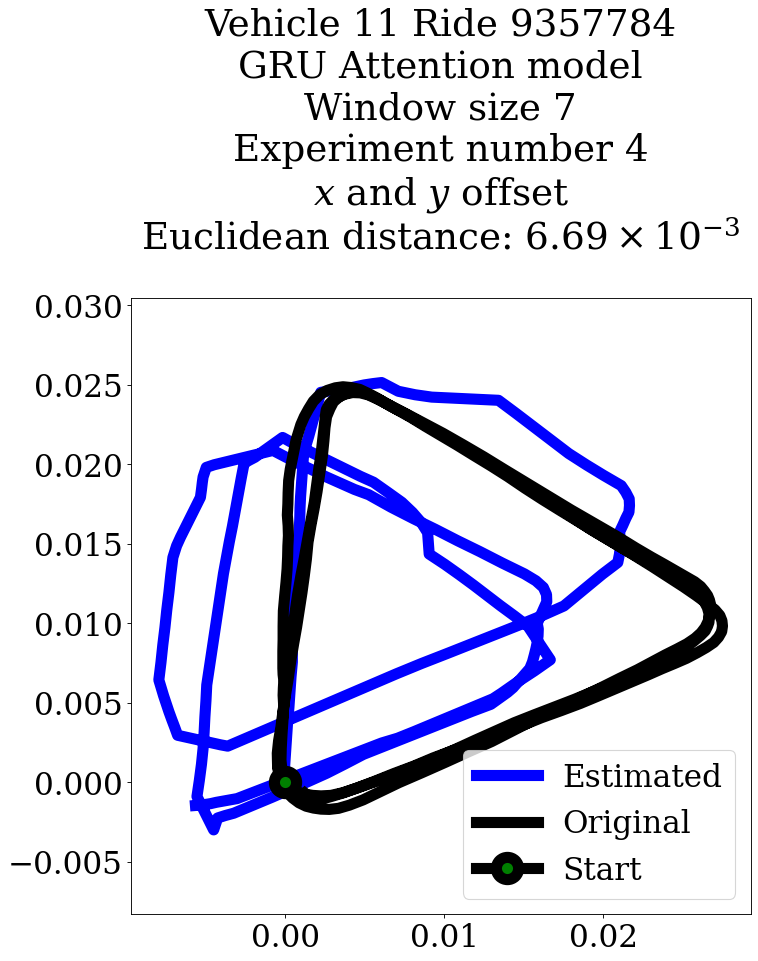 Vehicle 11 Ride 9357784
GRU Attention model
Window size 7
Experiment number 4
x and y offset
Euclidean distance: 6.69 × 10⁻³
0.030
0.025
0.020
0.015
0.010
0.005
0.000
−0.005
0.00 0.01 0.02
Estimated
Original
Start